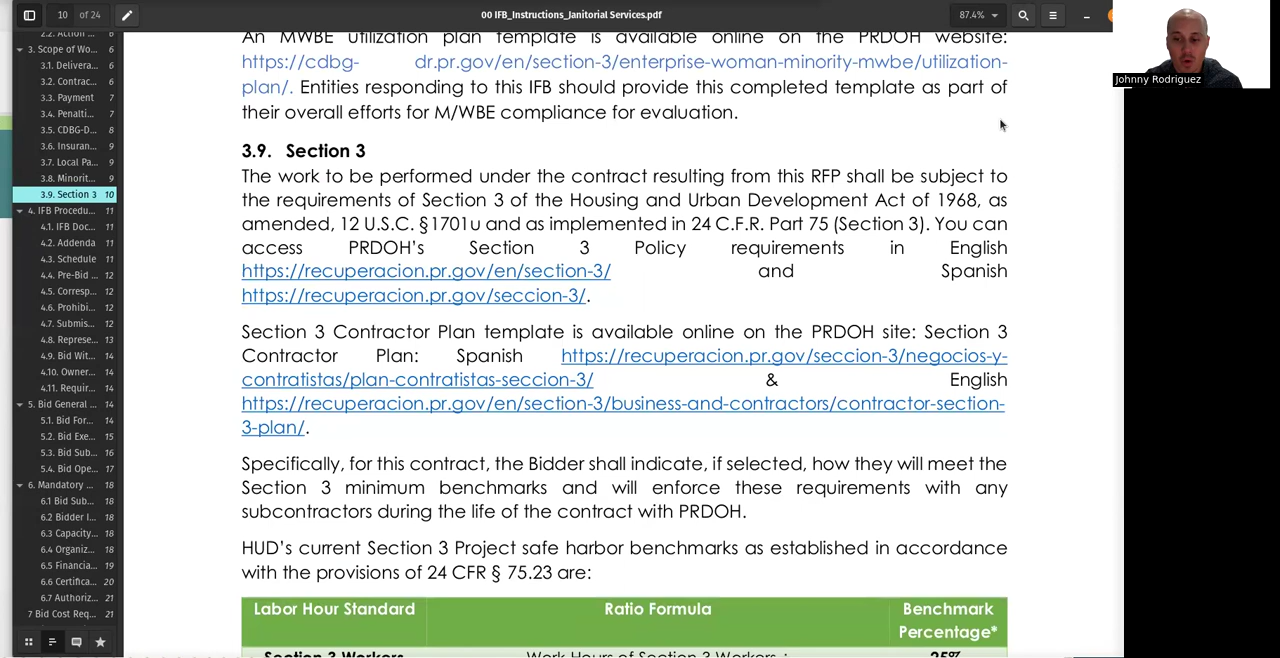 10 of 24
00 IFB_Instructions_Janitorial Services.pdf
87.4%
Johnny Rodriguez
2.2. Action ... 6
3. Scope of Wo... 6
3.1. Delivera... 6
3.2. Contrac... 6
3.3. Payment 7
3.4. Penalti... 7
3.5. CDBG-D... 8
3.6. Insuran... 9
3.7. Local Pa... 9
3.8. Minorit... 9
3.9. Section 3 10
4. IFB Procedu... 11
4.1. IFB Doc... 11
4.2. Addenda 11
4.3. Schedule 11
4.4. Pre-Bid ... 12
4.5. Corresp... 12
4.6. Prohibi... 12
4.7. Submis... 12
4.8. Represe... 13
4.9. Bid Wit... 14
4.10. Owner... 14
4.11. Requir... 14
5. Bid General ... 14
5.1. Bid For... 14
5.2. Bid Exe... 15
5.3. Bid Sub... 16
5.4. Bid Ope... 17
6. Mandatory ... 18
6.1 Bid Sub... 18
6.2 Bidder I... 18
6.3 Capacity... 18
6.4 Organiz... 18
6.5 Financia... 19
6.6 Certifica... 20
6.7 Authoriz... 21
7 Bid Cost Req... 21
An MWBE utilization plan template is available online on the PRDOH website:
https://cdbg- dr.pr.gov/en/section-3/enterprise-woman-minority-mwbe/utilization-
plan/. Entities responding to this IFB should provide this completed template as part of
their overall efforts for M/WBE compliance for evaluation.
3.9. Section 3
The work to be performed under the contract resulting from this RFP shall be subject to
the requirements of Section 3 of the Housing and Urban Development Act of 1968, as
amended, 12 U.S.C. §1701u and as implemented in 24 C.F.R. Part 75 (Section 3). You can
access PRDOH’s Section 3 Policy requirements in English
https://recuperacion.pr.gov/en/section-3/ and Spanish
https://recuperacion.pr.gov/seccion-3/.
Section 3 Contractor Plan template is available online on the PRDOH site: Section 3
Contractor Plan: Spanish https://recuperacion.pr.gov/seccion-3/negocios-y-
contratistas/plan-contratistas-seccion-3/ & English
https://recuperacion.pr.gov/en/section-3/business-and-contractors/contractor-section-
3-plan/.
Specifically, for this contract, the Bidder shall indicate, if selected, how they will meet the
Section 3 minimum benchmarks and will enforce these requirements with any
subcontractors during the life of the contract with PRDOH.
HUD’s current Section 3 Project safe harbor benchmarks as established in accordance
with the provisions of 24 CFR § 75.23 are:
Labor Hour Standard Ratio Formula Benchmark
Percentage*
Section 3 Workers Work Hours of Section 3 Workers ÷ 25%